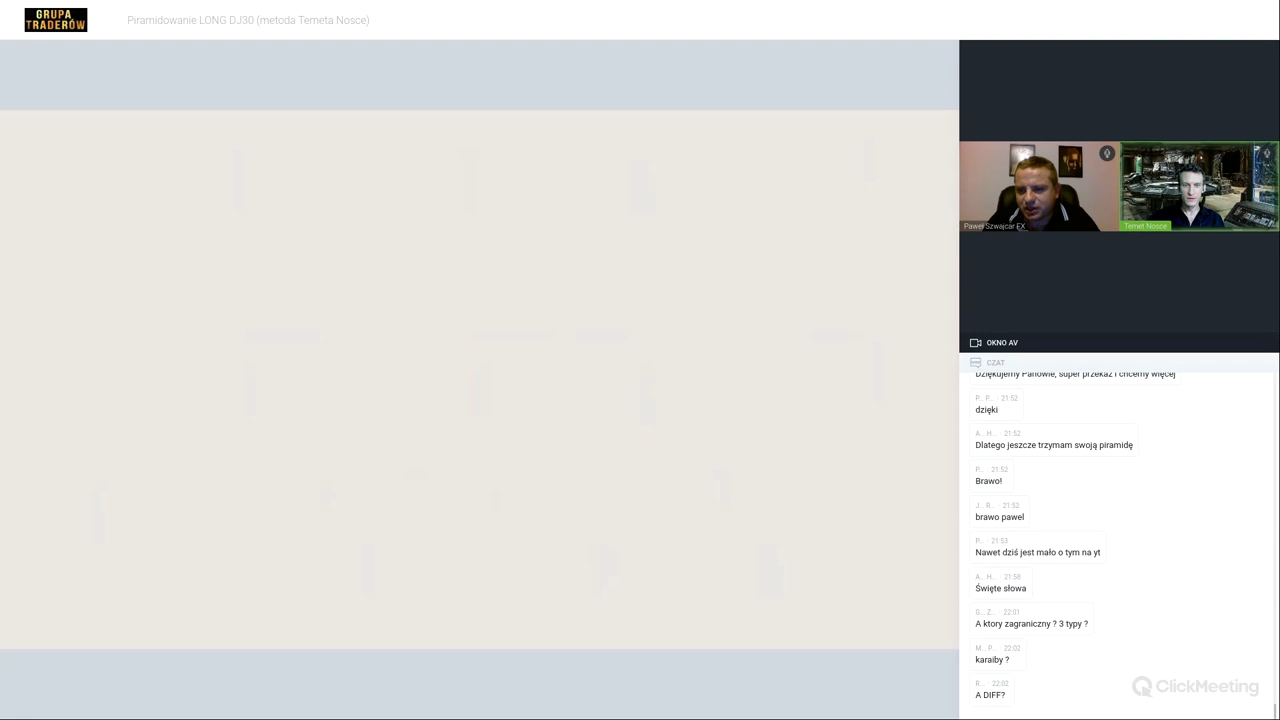 GRUPA
TRADERÓW
Piramidowanie LONG DJ30 (metoda Temeta Nosce)
Paweł Szwajcar FX
Temet Nosce
OKNO AV
CZAT
Dziękujemy Panowie, super przekaz i chcemy więcej
P... P... · 21:52
dzięki
A... H... · 21:52
Dlatego jeszcze trzymam swoją piramidę
P... · 21:52
Brawo!
J... R... · 21:52
brawo pawel
P... · 21:53
Nawet dziś jest mało o tym na yt
A... H... · 21:58
Święte słowa
G... Z... · 22:01
A ktory zagraniczny ? 3 typy ?
M... P... · 22:02
karaiby ?
R... · 22:02
A DIFF?
ClickMeeting